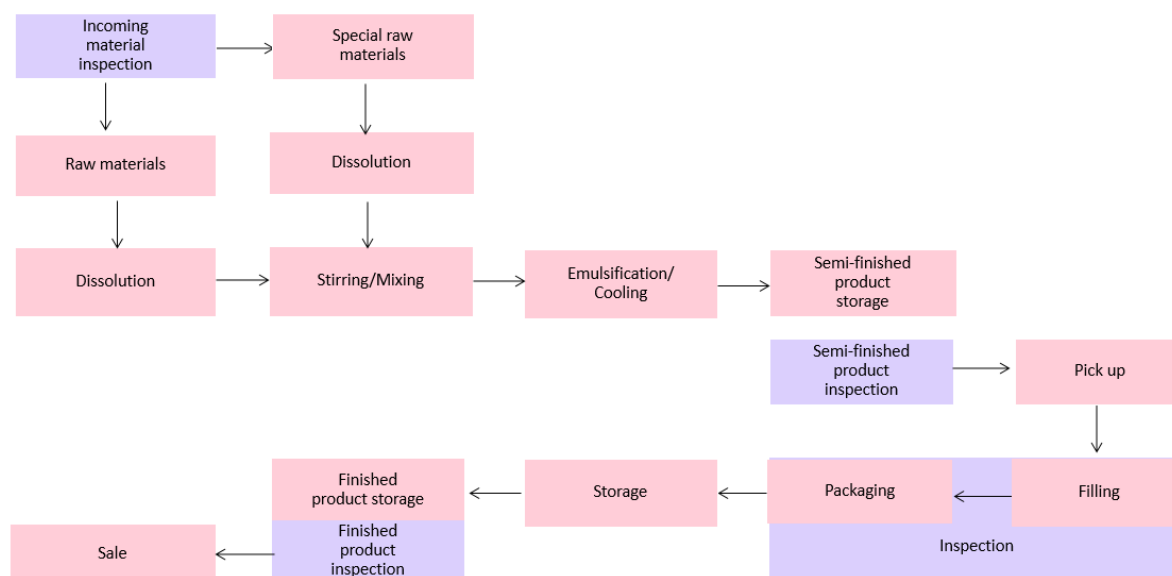 Incoming
material
inspection
Special raw
materials
Raw materials
Dissolution
Dissolution
Stirring/Mixing
Emulsification/
Cooling
Semi-finished
product
storage
Semi-finished
product
inspection
Pick up
Finished
product storage
Storage
Packaging
Filling
Sale
Finished
product
inspection
Inspection